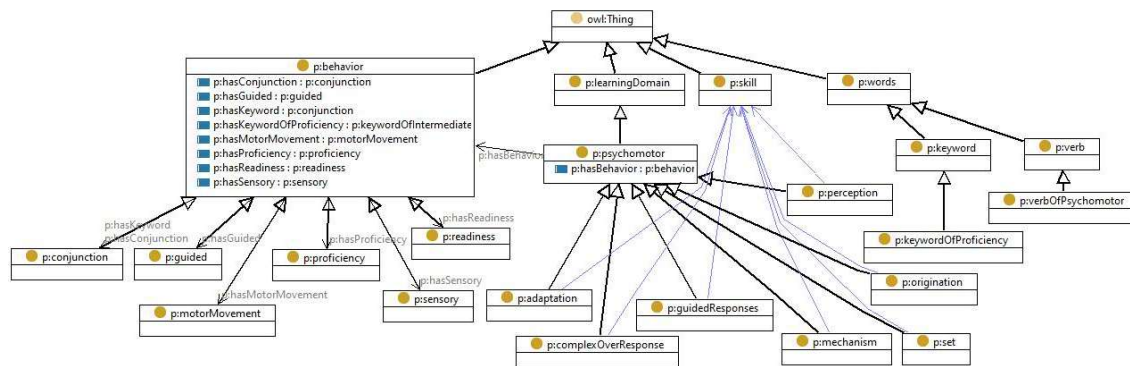 owl:Thing
p:behavior
p:hasConjunction : p:conjunction
p:hasGuided : p:guided
p:hasKeyword : p:conjunction
p:hasKeywordOfProficiency : p:keywordOfIntermediate
p:hasMotorMovement : p:motorMovement
p:hasProficiency : p:proficiency
p:hasReadiness : p:readiness
p:hasSensory : p:sensory
p:learningDomain
p:skill
p:words
p:hasBehavior
p:psychomotor
p:hasBehavior : p:behavior
p:keyword
p:verb
p:perception
p:verbOfPsychomotor
p:hasKeyword
p:hasConjunction
p:hasGuided
p:hasProficiency
p:hasReadiness
p:readiness
p:keywordOfProficiency
p:conjunction
p:guided
p:proficiency
p:hasSensory
p:hasMotorMovement
p:sensory
p:motorMovement
p:adaptation
p:guidedResponses
p:origination
p:complexOverResponse
p:mechanism
p:set